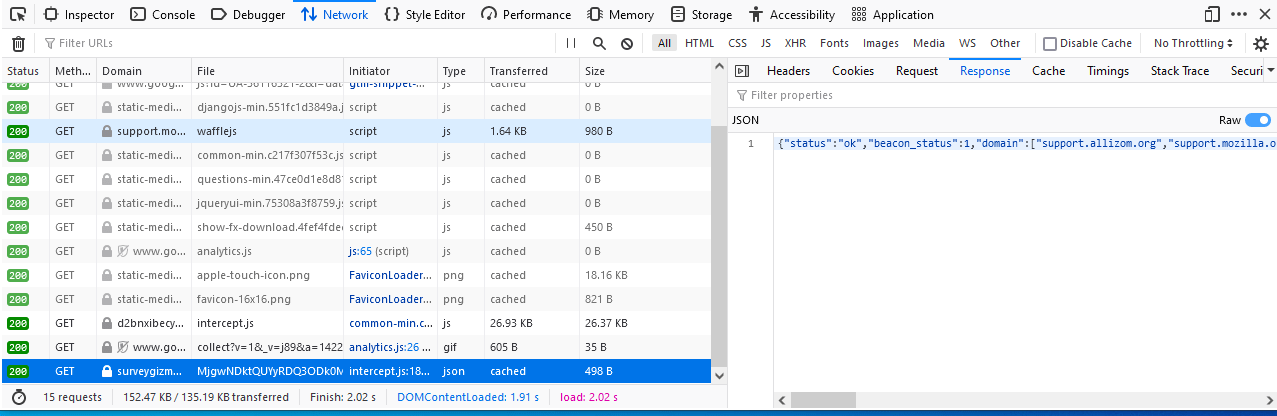 Inspector Console Debugger Network Style Editor Performance Memory Storage Accessibility Application
Filter URLs All HTML CSS JS XHR Fonts Images Media WS Other Disable Cache No Throttling
Status Meth... Domain File Initiator Type Transferred Size
Headers Cookies Request Response Cache Timings Stack Trace Securi
Filter properties
JSON Raw
1 {"status":"ok","beacon_status":1,"domain":["support.allizom.org","support.mozilla.o
200 GET www.goog... js cached 0 B
200 GET static-medi... djangojs-min.551fc1d3849a.j script js cached 0 B
200 GET support.mo... wafflejs script js 1.64 KB 980 B
200 GET static-medi... common-min.c217f307f53c.js script js cached 0 B
200 GET static-medi... questions-min.47ce0d1e8d8 script js cached 0 B
200 GET static-medi... jqueryui-min.75308a3f8759.js script js cached 0 B
200 GET static-medi... show-fx-download.4fef4fde script js cached 450 B
200 GET www.go... analytics.js js:65 (script) js cached 0 B
200 GET static-medi... apple-touch-icon.png FaviconLoader... png cached 18.16 KB
200 GET static-medi... favicon-16x16.png FaviconLoader... png cached 821 B
200 GET d2bnxibecy... intercept.js common-min.c... js 26.93 KB 26.37 KB
200 GET www.go... collect?v=1&_v=j89&a=1422 analytics.js:26 ... gif 605 B 35 B
200 GET surveygizm... MjgwNDktQUYyRDQ3ODk0M intercept.js:18... json cached 498 B
15 requests 152.47 KB / 135.19 KB transferred Finish: 2.02 s DOMContentLoaded: 1.91 s load: 2.02 s